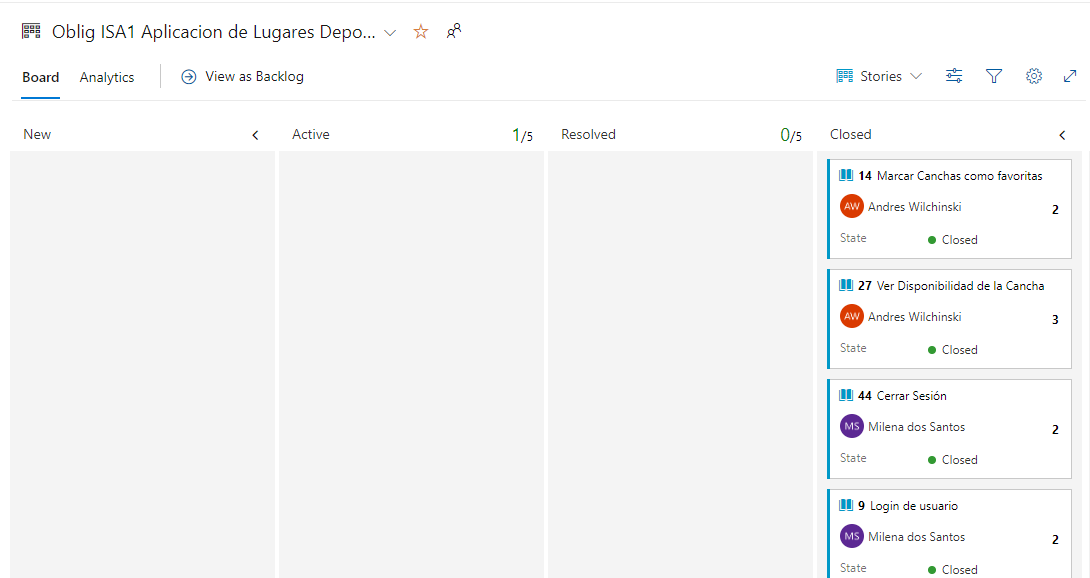 Oblig ISA1 Aplicacion de Lugares Depo...
Board Analytics View as Backlog Stories
New Active 1/5 Resolved 0/5 Closed
14 Marcar Canchas como favoritas
AW Andres Wilchinski 2
State Closed
27 Ver Disponibilidad de la Cancha
AW Andres Wilchinski 3
State Closed
44 Cerrar Sesión
MS Milena dos Santos 2
State Closed
9 Login de usuario
MS Milena dos Santos 2
State Closed